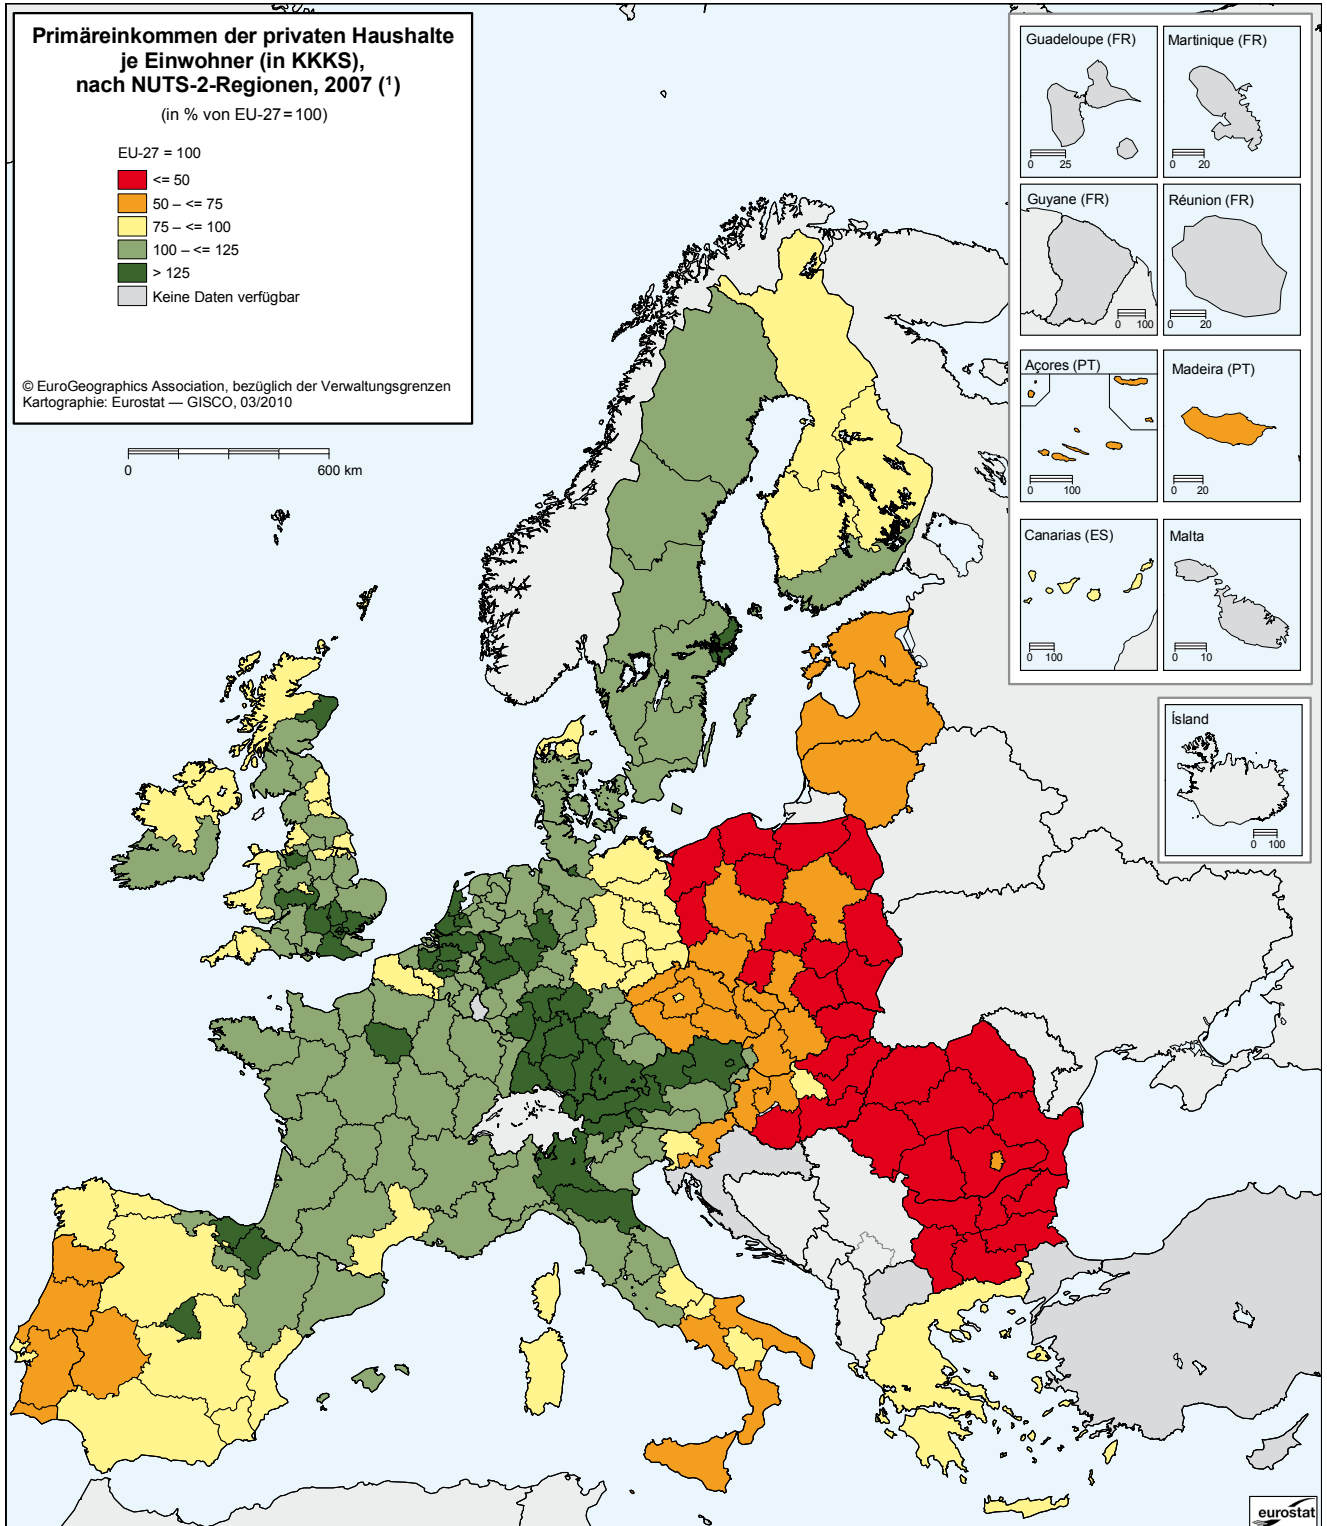 Primäreinkommen der privaten Haushalte
je Einwohner (in KKKS),
nach NUTS-2-Regionen, 2007 (¹)
(in % von EU-27 = 100)
EU-27 = 100
<= 50
50 – <= 75
75 – <= 100
100 – <= 125
> 125
Keine Daten verfügbar
© EuroGeographics Association, bezüglich der Verwaltungsgrenzen
Kartographie: Eurostat — GISCO, 03/2010
0 600 km
Guadeloupe (FR)
0 25
Martinique (FR)
0 20
Guyane (FR)
0 100
Réunion (FR)
0 20
Açores (PT)
0 100
Madeira (PT)
0 20
Canarias (ES)
0 100
Malta
0 10
Ísland
0 100
eurostat